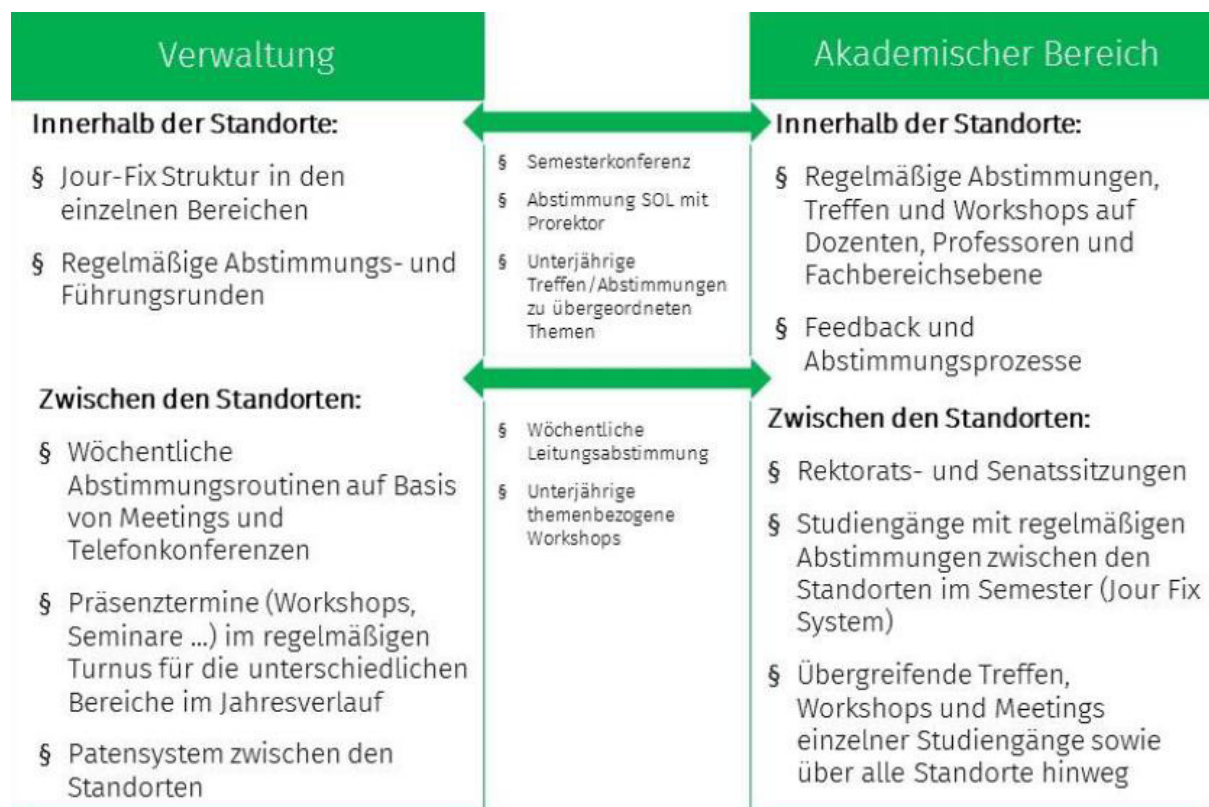 Verwaltung
Innerhalb der Standorte:
§ Jour-Fix Struktur in den
einzelnen Bereichen
§ Regelmäßige Abstimmungs- und
Führungsrunden
Zwischen den Standorten:
§ Wöchentliche
Abstimmungsroutinen auf Basis
von Meetings und
Telefonkonferenzen
§ Präsenztermine (Workshops,
Seminare ...) im regelmäßigen
Turnus für die unterschiedlichen
Bereiche im Jahresverlauf
§ Patensystem zwischen den
Standorten
§ Semesterkonferenz
§ Abstimmung SOL mit
Prorektor
§ Unterjährige
Treffen/Abstimmungen
zu übergeordneten
Themen
§ Wöchentliche
Leitungsabstimmung
§ Unterjährige
themenbezogene
Workshops
Akademischer Bereich
Innerhalb der Standorte:
§ Regelmäßige Abstimmungen,
Treffen und Workshops auf
Dozenten, Professoren und
Fachbereichsebene
§ Feedback und
Abstimmungsprozesse
Zwischen den Standorten:
§ Rektorats- und Senatssitzungen
§ Studiengänge mit regelmäßigen
Abstimmungen zwischen den
Standorten im Semester (Jour Fix
System)
§ Übergreifende Treffen,
Workshops und Meetings
einzelner Studiengänge sowie
über alle Standorte hinweg